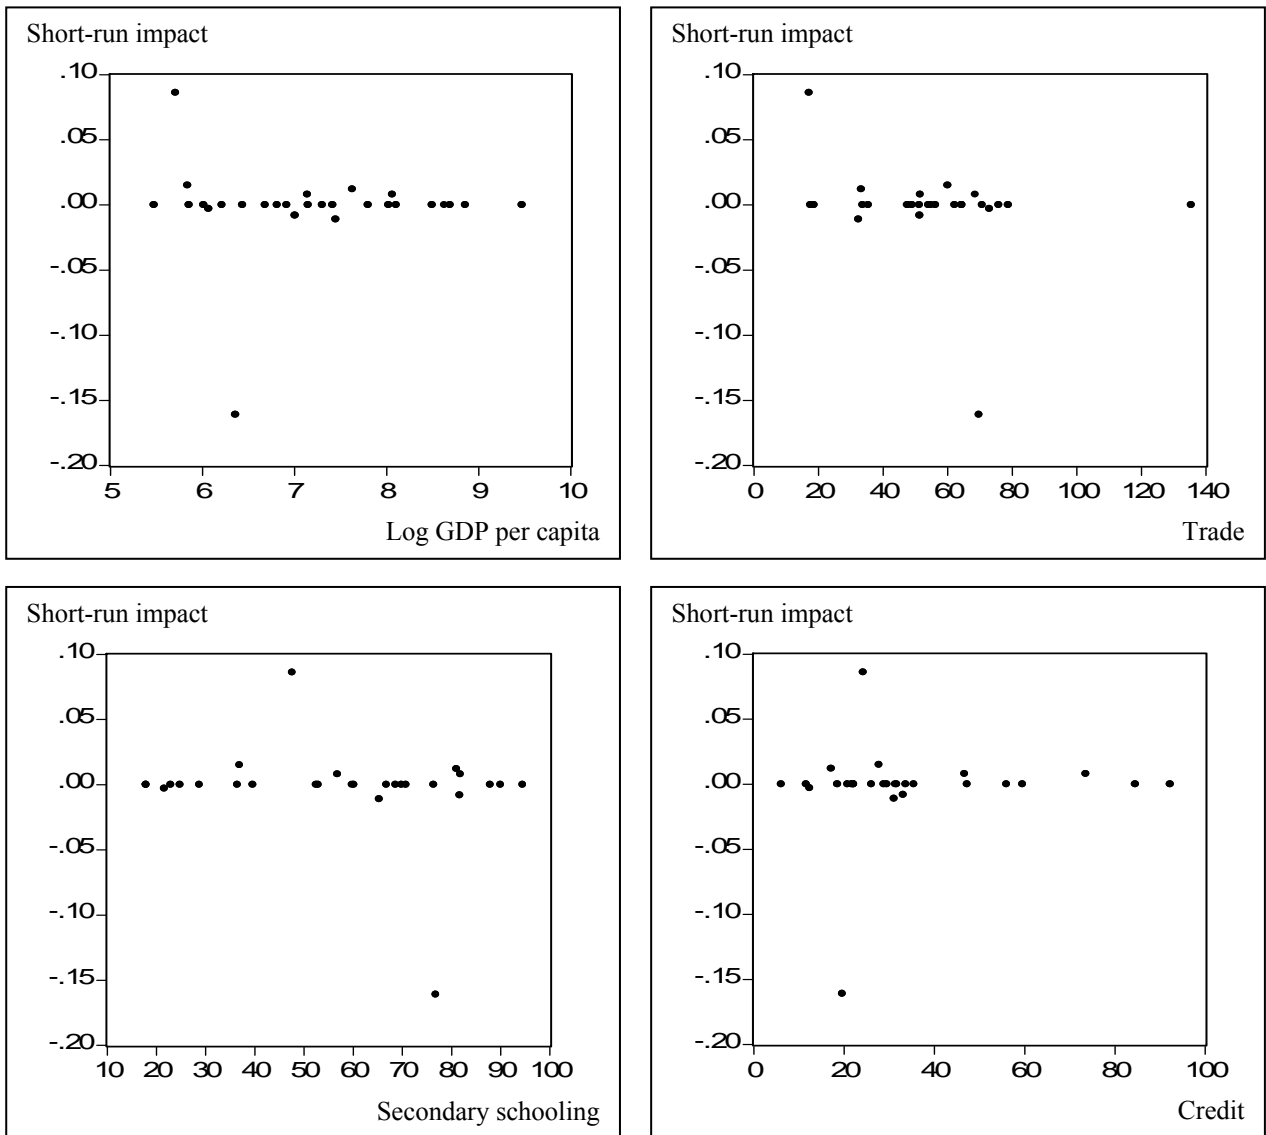 Short-run impact
.10
.05
.00
-.05
-.10
-.15
-.20
5 6 7 8 9 10
Log GDP per capita
Short-run impact
.10
.05
.00
-.05
-.10
-.15
-.20
0 20 40 60 80 100 120 140
Trade
Short-run impact
.10
.05
.00
-.05
-.10
-.15
-.20
10 20 30 40 50 60 70 80 90 100
Secondary schooling
Short-run impact
.10
.05
.00
-.05
-.10
-.15
-.20
0 20 40 60 80 100
Credit